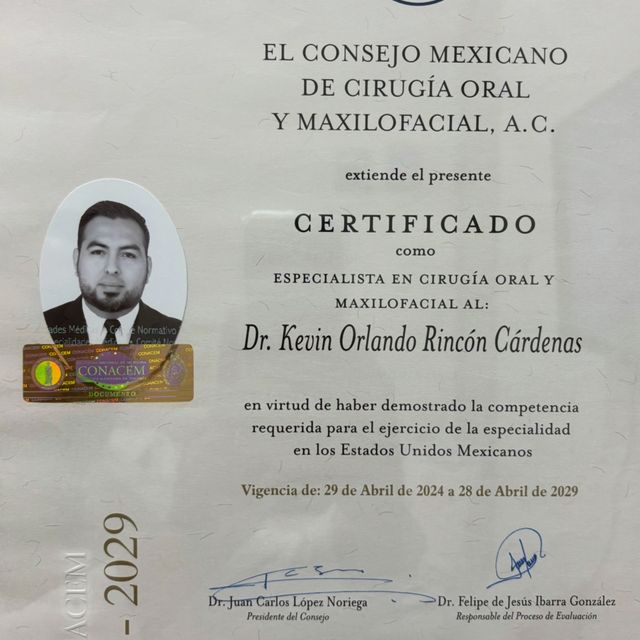 EL CONSEJO MEXICANO
DE CIRUGÍA ORAL
Y MAXILOFACIAL, A.C.
extiende el presente
CERTIFICADO
como
ESPECIALISTA EN CIRUGÍA ORAL Y
MAXILOFACIAL AL:
Dr. Kevin Orlando Rincón Cárdenas
en virtud de haber demostrado la competencia
requerida para el ejercicio de la especialidad
en los Estados Unidos Mexicanos
Vigencia de: 29 de Abril de 2024 a 28 de Abril de 2029
Dr. Juan Carlos López Noriega
Presidente del Consejo
Dr. Felipe de Jesús Ibarra González
Responsable del Proceso de Evaluación
Normativo
CONACEM
DOCUMENTO
ACEM
- 2029